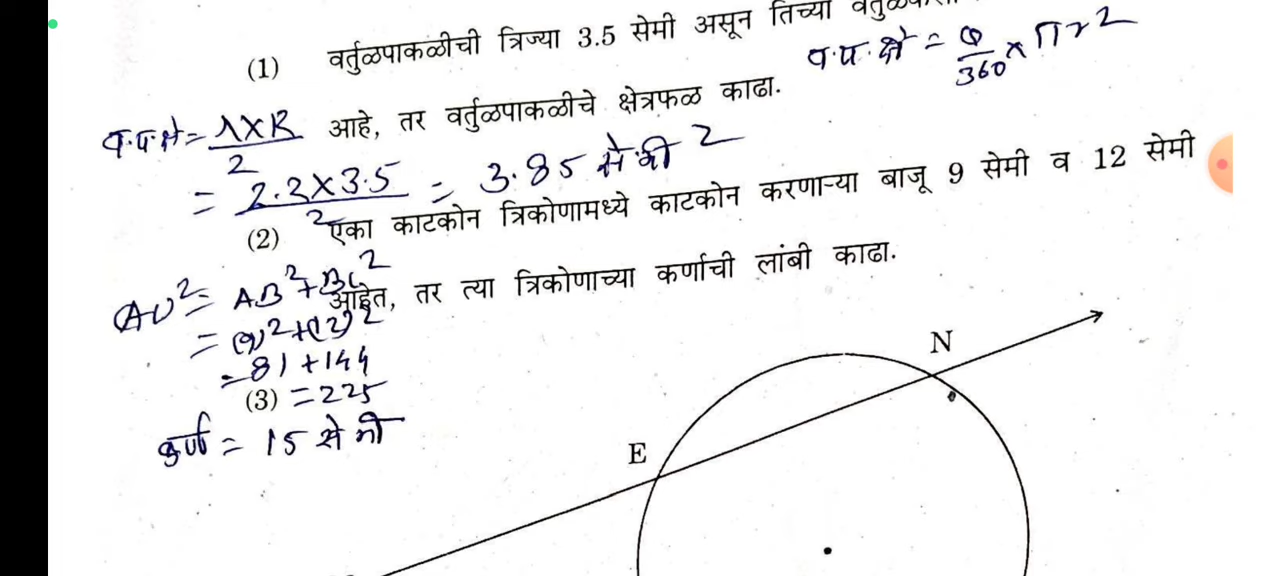 (1) वर्तुळपाकळीची त्रिज्या 3.5 सेमी असून तिच्या
व.प.क्षे = θ/360 × πr2
आहे, तर वर्तुळपाकळीचे क्षेत्रफळ काढा.
व.प.क्षे = λ×R/2
= 2.2×3.5/2 = 3.85 से.मी 2
(2) एका काटकोन त्रिकोणामध्ये काटकोन करणाऱ्या बाजू 9 सेमी व 12 सेमी
आहेत, तर त्या त्रिकोणाच्या कर्णाची लांबी काढा.
= AB2+BC2
= (9)2+(12)2
= 81+144
(3) = 225
कर्ण = 15 से मी
N
E